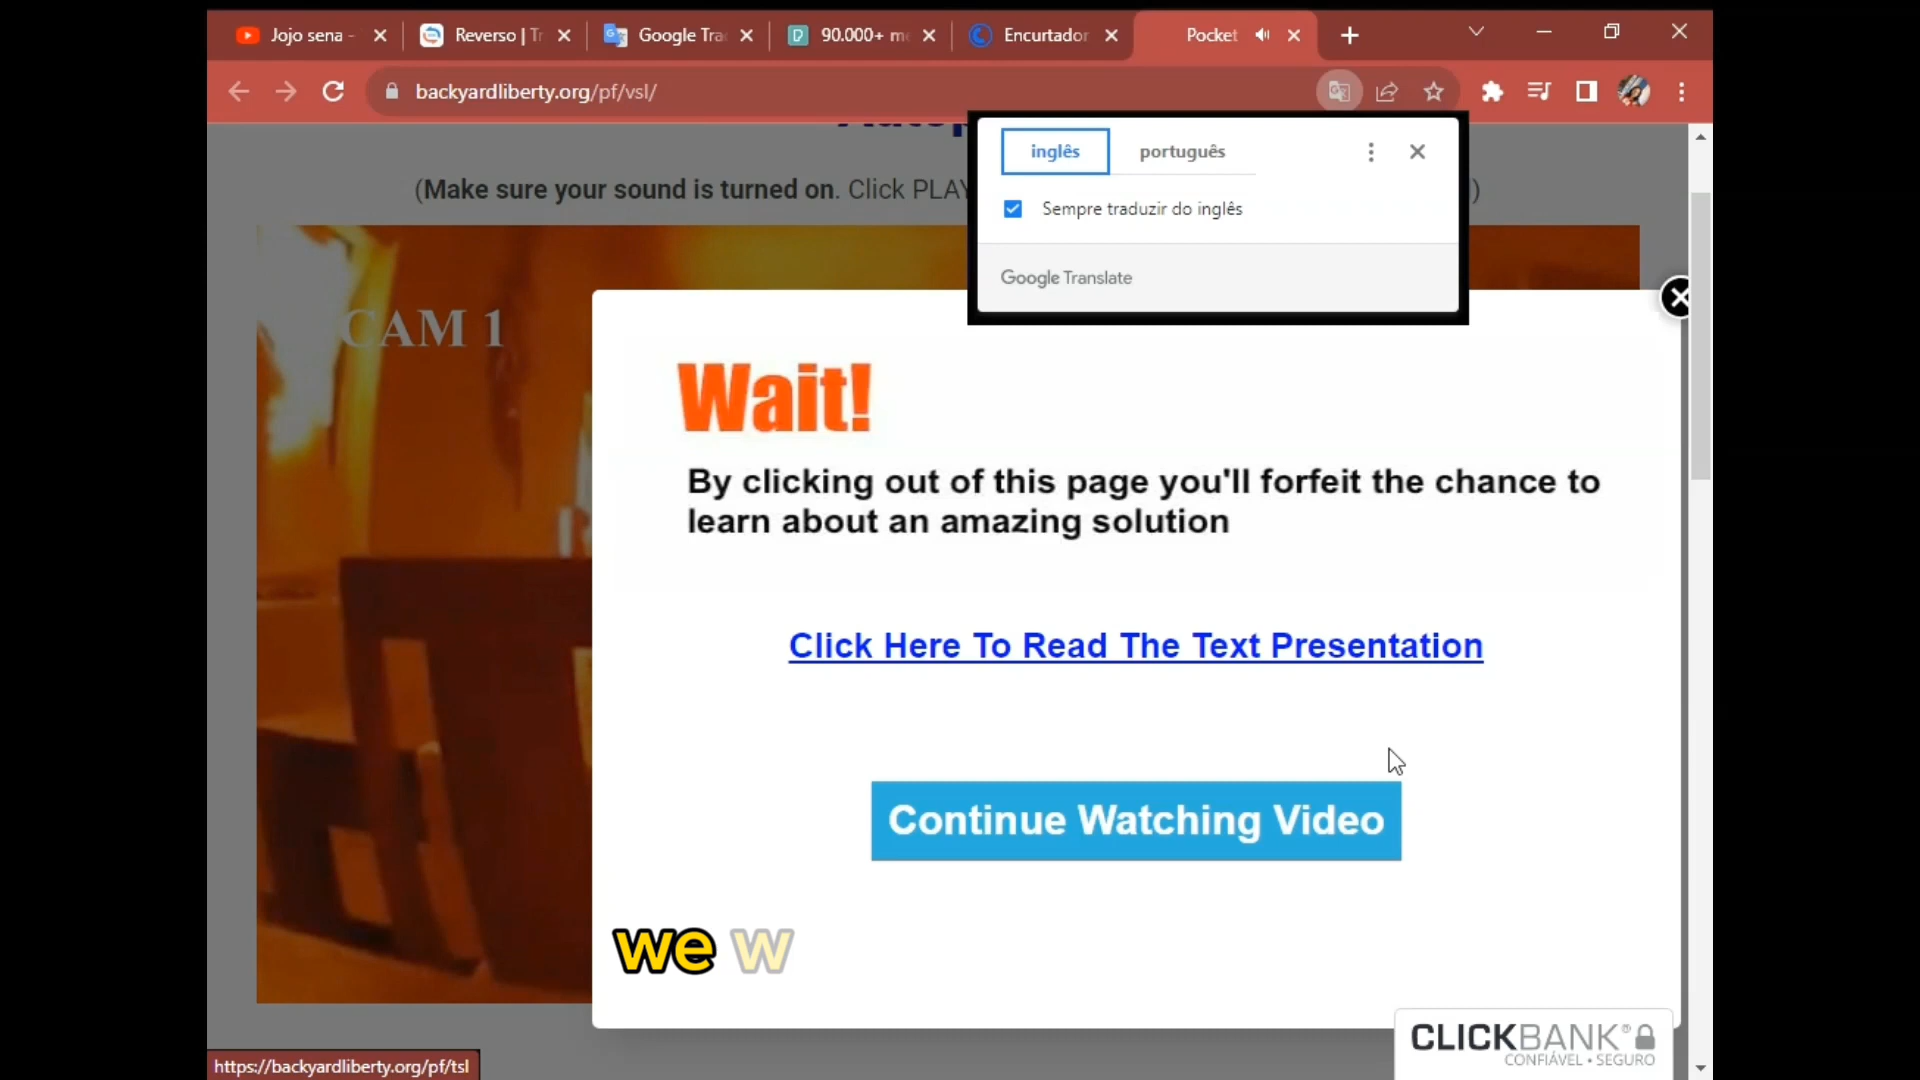 Jojo sena -
Reverso | Tr
Google Tra
90.000+ m
Encurtador
Pocket
backyardliberty.org/pf/vsl/
inglês português
Sempre traduzir do inglês
Google Translate
(Make sure your sound is turned on. Click PLAY
)
CAM 1
Wait!
By clicking out of this page you'll forfeit the chance to
learn about an amazing solution
Click Here To Read The Text Presentation
Continue Watching Video
we w
CLICKBANK®
CONFIÁVEL • SEGURO
https://backyardliberty.org/pf/tsl